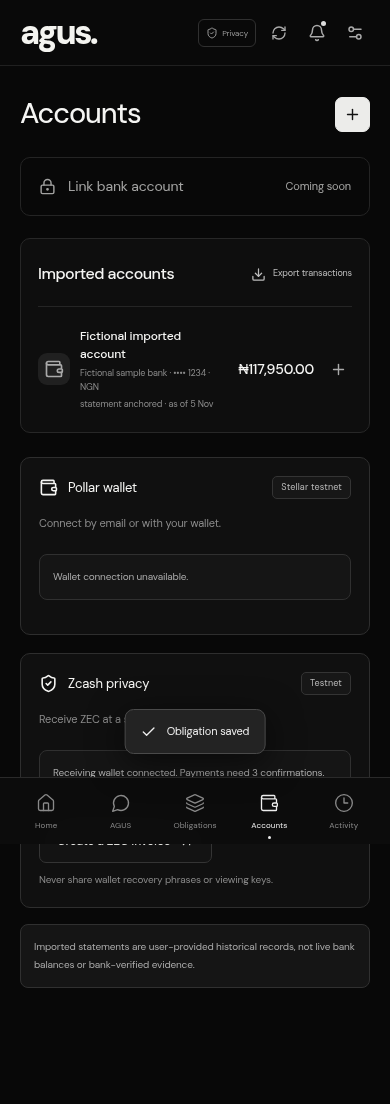 agus.
Privacy
Accounts
Link bank account
Coming soon
Imported accounts
Export transactions
Fictional imported
account
Fictional sample bank · •••• 1234 ·
NGN
statement anchored · as of 5 Nov
₦117,950.00
Pollar wallet
Stellar testnet
Connect by email or with your wallet.
Wallet connection unavailable.
Zcash privacy
Testnet
Receive ZEC at a
Obligation saved
Receiving wallet connected. Payments need 3 confirmations.
Home
AGUS
Obligations
Accounts
Activity
Never share wallet recovery phrases or viewing keys.
Imported statements are user-provided historical records, not live bank
balances or bank-verified evidence.